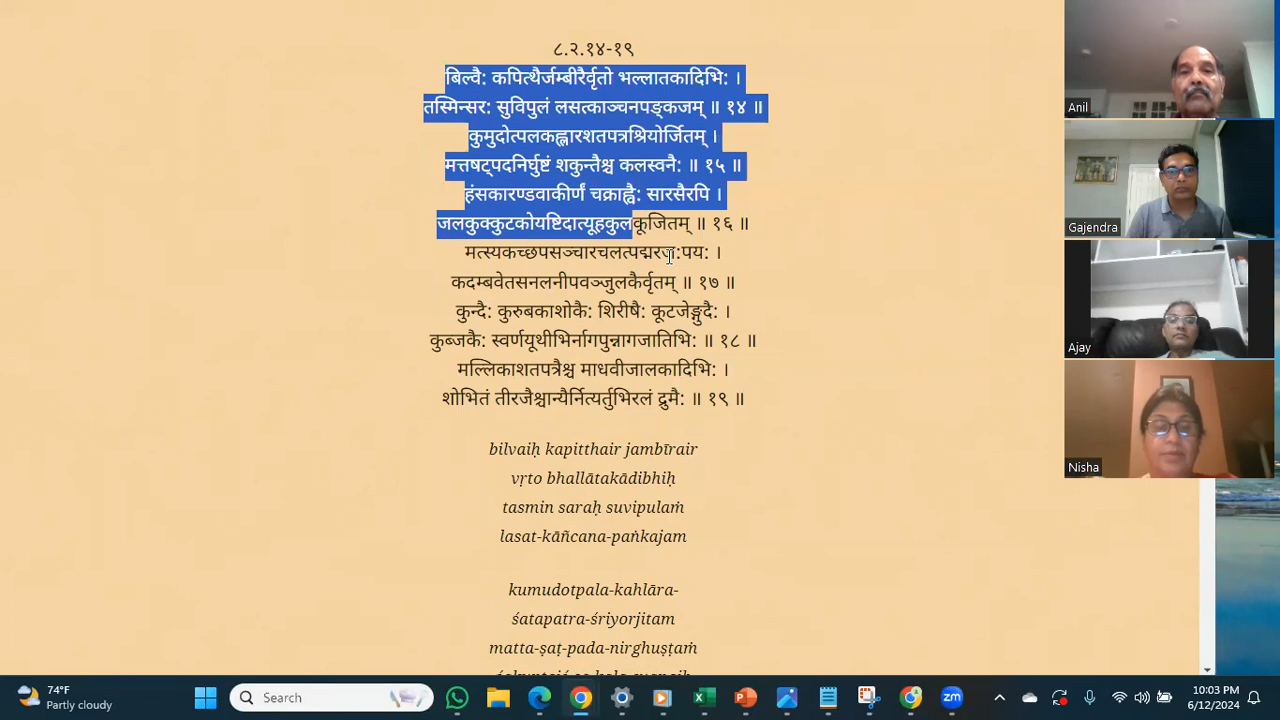 ८.२.१४-१९
बिल्वै: कपित्थैर्जम्बीरैर्वृतो भल्लातकादिभि: ।
तस्मिन्सर: सुविपुलं लसत्काञ्चनपङ्कजम् ॥ १४ ॥
कुमुदोत्पलकह्लारशतपत्रश्रियोर्जितम् ।
मत्तषट्पदनिर्घुष्टं शकुन्तैश्च कलस्वनै: ॥ १५ ॥
हंसकारण्डवाकीर्णं चक्राह्वै: सारसैरपि ।
जलकुक्कुटकोयष्टिदात्यूहकुलकूजितम् ॥ १६ ॥
मत्स्यकच्छपसञ्चारचलत्पद्मरज:पय: ।
कदम्बवेतसनलनीपवञ्जुलकैर्वृतम् ॥ १७ ॥
कुन्दै: कुरुबकाशोकै: शिरीषै: कूटजेङ्गुदै: ।
कुब्जकै: स्वर्णयूथीभिर्नागपुन्नागजातिभि: ॥ १८ ॥
मल्लिकाशतपत्रैश्च माधवीजालकादिभि: ।
शोभितं तीरजैश्चान्यैर्नित्यर्तुभिरलं द्रुमै: ॥ १९ ॥
bilvaiḥ kapitthair jambīrair
vṛto bhallātakādibhiḥ
tasmin saraḥ suvipulaṁ
lasat-kāñcana-paṅkajam
kumudotpala-kahlāra-
śatapatra-śriyorjitam
matta-ṣaṭ-pada-nirghuṣṭaṁ
Anil
Gajendra
Ajay
Nisha
74°F
Partly cloudy
Search
zm
10:03 PM
6/12/2024